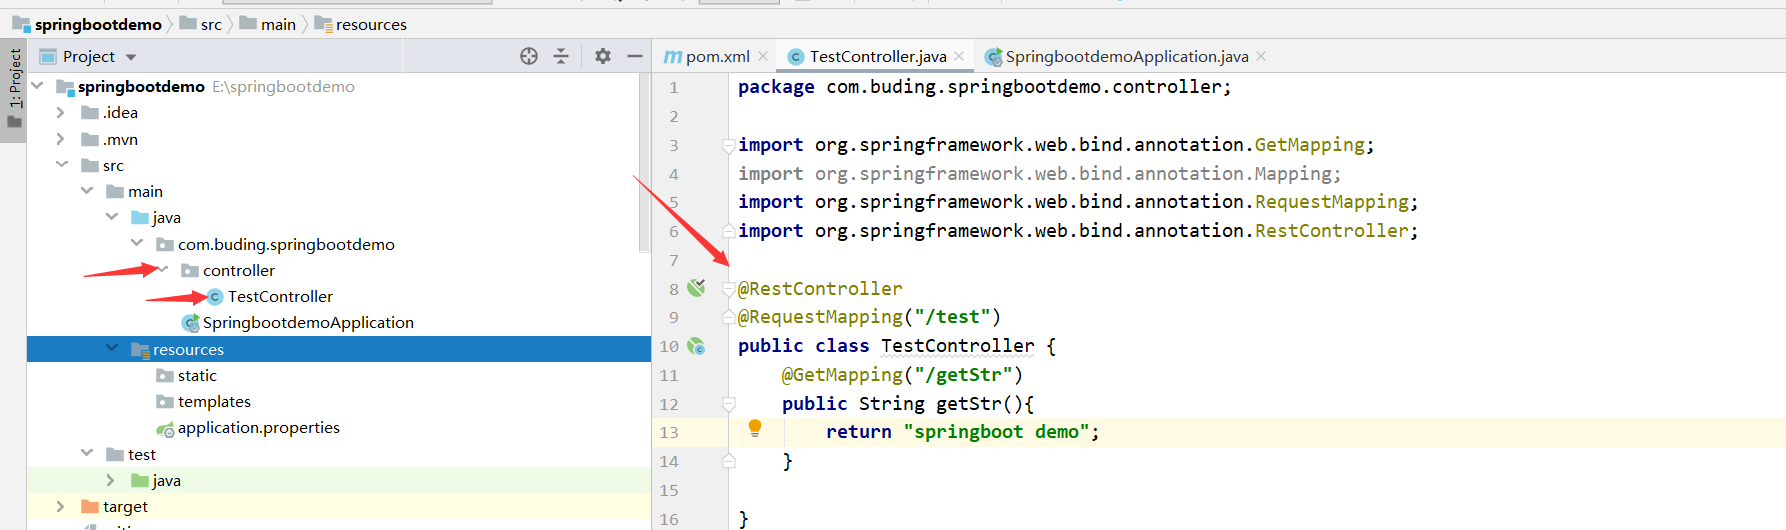 springbootdemo src main resources
1: Project
Project
springbootdemo E:\springbootdemo
.idea
.mvn
src
main
java
com.buding.springbootdemo
controller
TestController
SpringbootdemoApplication
resources
static
templates
application.properties
test
java
target
pom.xml TestController.java SpringbootdemoApplication.java
1 package com.buding.springbootdemo.controller;
2
3 import org.springframework.web.bind.annotation.GetMapping;
4 import org.springframework.web.bind.annotation.Mapping;
5 import org.springframework.web.bind.annotation.RequestMapping;
6 import org.springframework.web.bind.annotation.RestController;
7
8 @RestController
9 @RequestMapping("/test")
10 public class TestController {
11 @GetMapping("/getStr")
12 public String getStr(){
13 return "springboot demo";
14 }
15
16 }